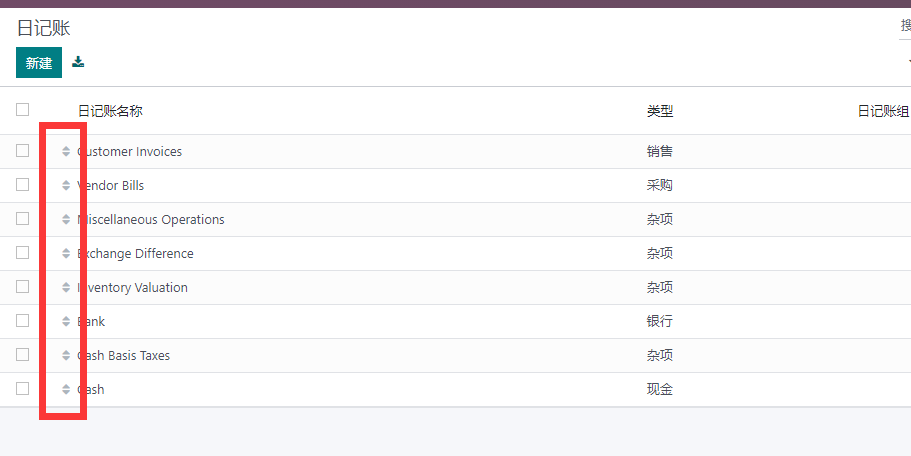 日记账
搜
新建
日记账名称 类型 日记账组
Customer Invoices 销售
Vendor Bills 采购
Miscellaneous Operations 杂项
Exchange Difference 杂项
Inventory Valuation 杂项
Bank 银行
Cash Basis Taxes 杂项
Cash 现金